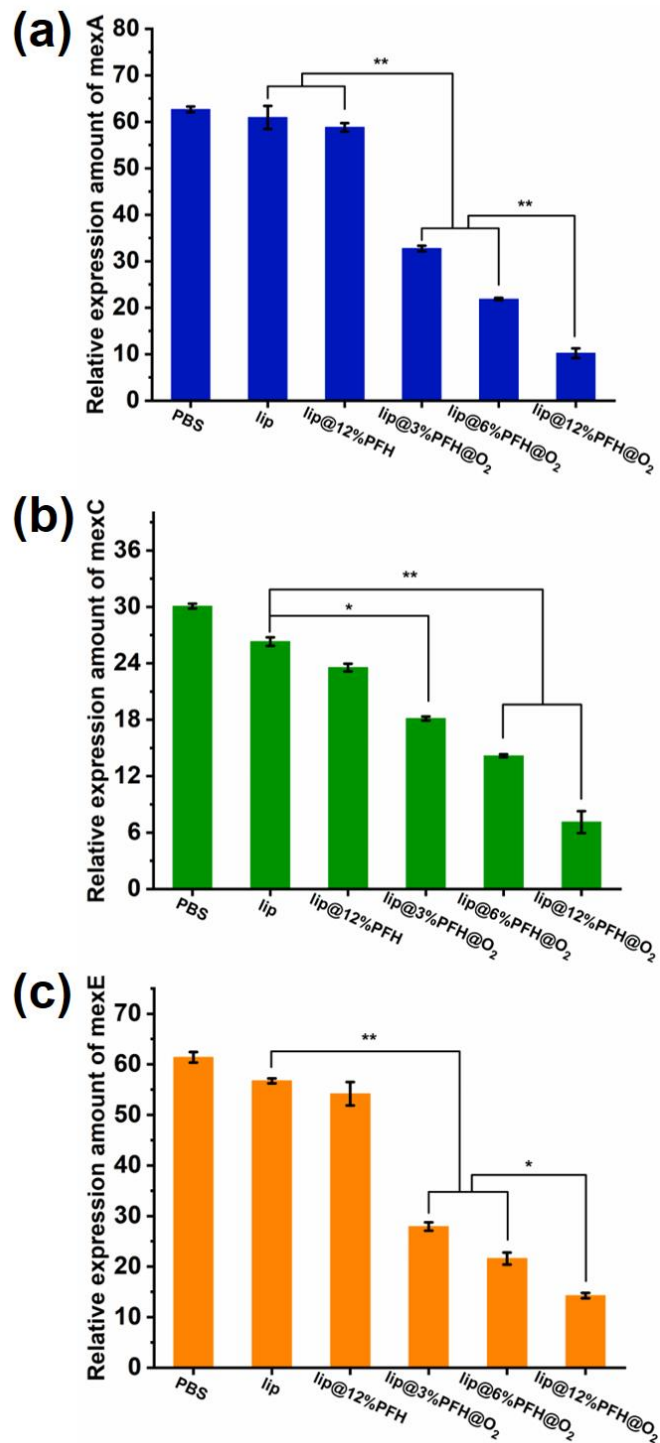 (a)
Relative expression amount of mexA
80
70
60
50
40
30
20
10
0
**
**
PBS
lip
lip@12%PFH
lip@3%PFH@O₂
lip@6%PFH@O₂
lip@12%PFH@O₂
(b)
Relative expression amount of mexC
36
30
24
18
12
6
0
**
*
PBS
lip
lip@12%PFH
lip@3%PFH@O₂
lip@6%PFH@O₂
lip@12%PFH@O₂
(c)
Relative expression amount of mexE
70
60
50
40
30
20
10
0
**
*
PBS
lip
lip@12%PFH
lip@3%PFH@O₂
lip@6%PFH@O₂
lip@12%PFH@O₂